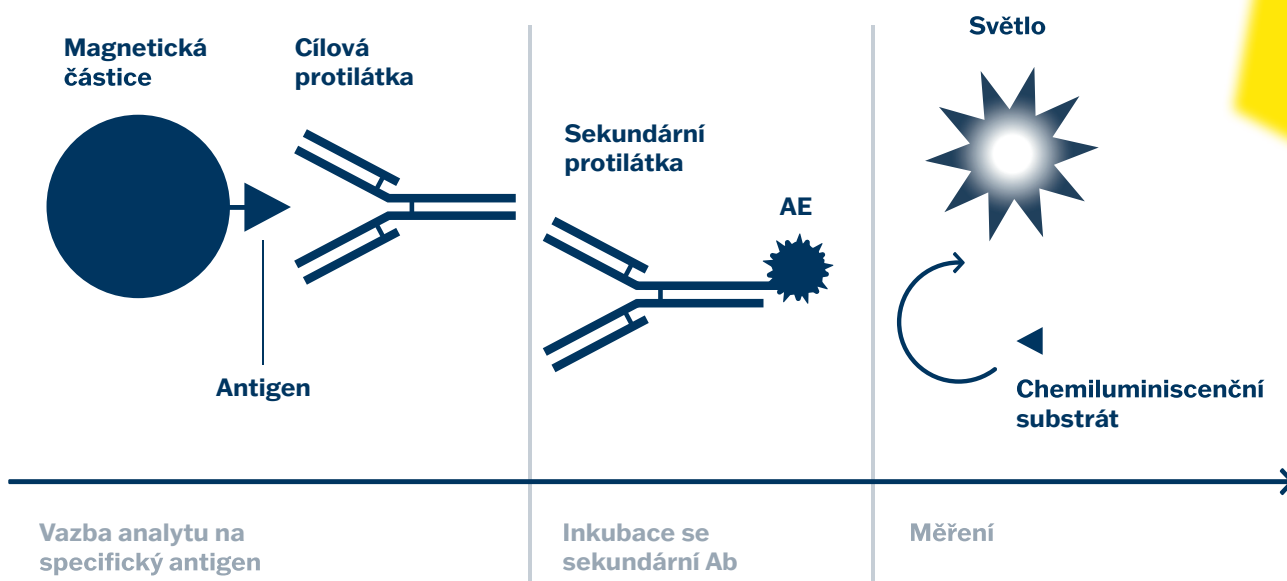 Magnetická
částice
Cílová
protilátka
Antigen
Sekundární
protilátka
AE
Světlo
Chemiluminiscenční
substrát
Vazba analytu na
specifický antigen
Inkubace se
sekundární Ab
Měření